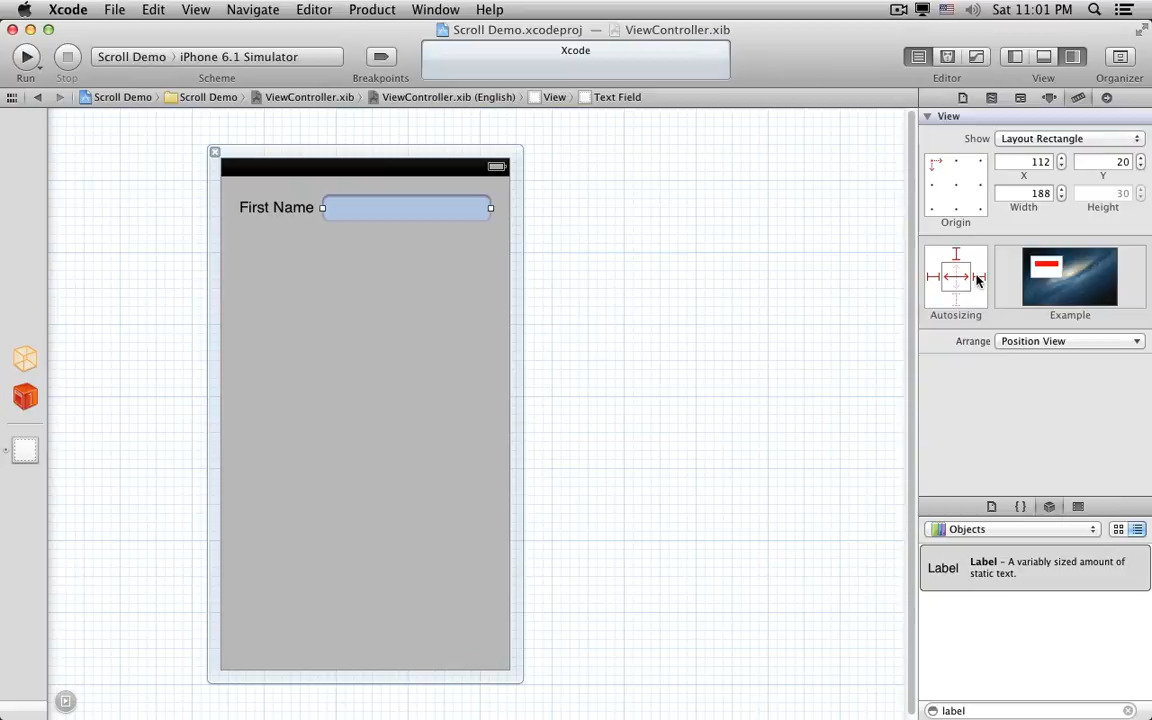 Xcode File Edit View Navigate Editor Product Window Help Sat 11:01 PM
Scroll Demo.xcodeproj — ViewController.xib
Scroll Demo iPhone 6.1 Simulator
Xcode
Run Stop Scheme Breakpoints Editor View Organizer
Scroll Demo Scroll Demo ViewController.xib ViewController.xib (English) View Text Field
View
Show Layout Rectangle
112 20
X Y
188 30
Width Height
Origin
First Name
Autosizing Example
Arrange Position View
Objects
Label Label – A variably sized amount of
static text.
label